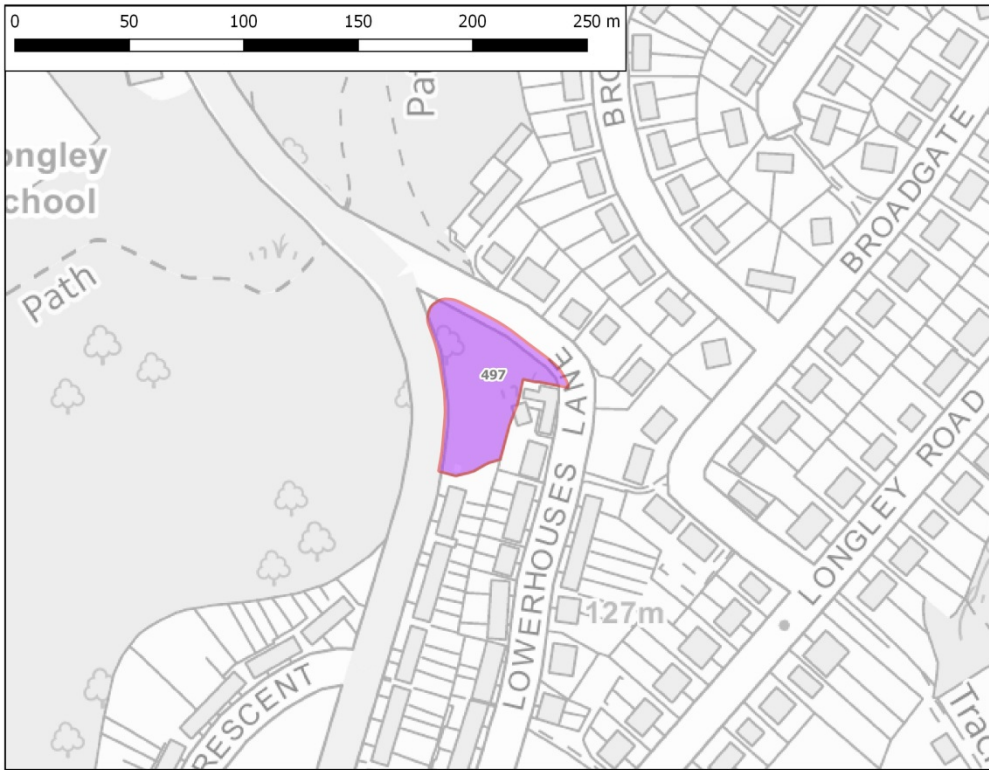 0 50 100 150 200 250 m
ongley
chool
Pat
BRO
Path
BROADGATE
497
LOWERHOUSES LANE
LONGLEY ROAD
127m
RESCENT
Trac